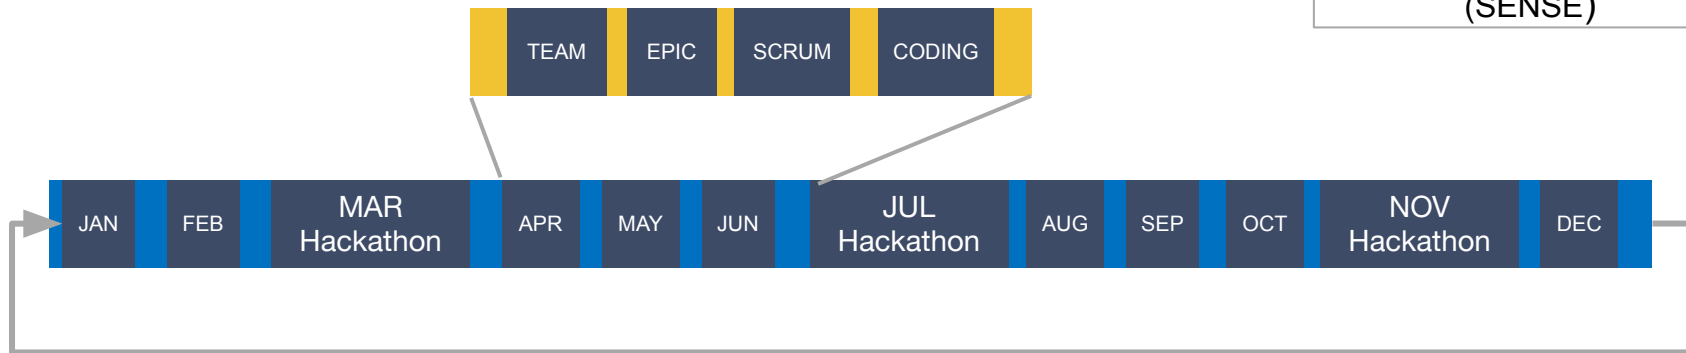 (SENSE)
TEAM EPIC SCRUM CODING
JAN FEB MAR Hackathon APR MAY JUN JUL Hackathon AUG SEP OCT NOV Hackathon DEC